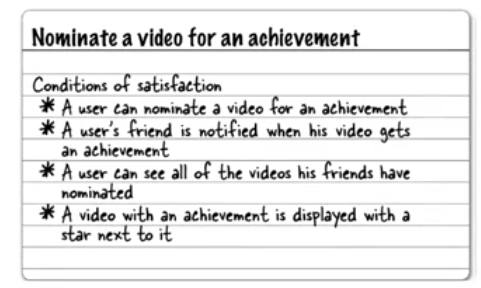 Nominate a video for an achievement
Conditions of satisfaction
* A user can nominate a video for an achievement
* A user's friend is notified when his video gets
an achievement
* A user can see all of the videos his friends have
nominated
* A video with an achievement is displayed with a
star next to it